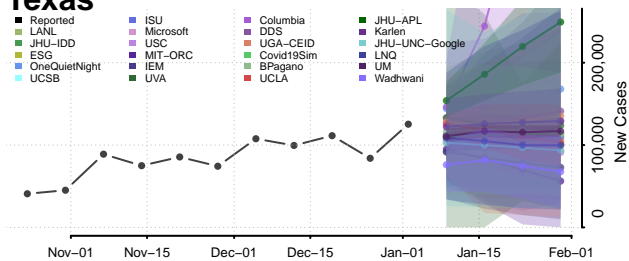 Texas
Reported ISU Columbia JHU−APL
LANL Microsoft DDS Karlen
JHU−IDD USC UGA−CEID JHU−UNC−Google
ESG MIT−ORC Covid19Sim LNQ
OneQuietNight IEM BPagano UM
UCSB UVA UCLA Wadhwani
200,000
100,000
0
New Cases
Nov−01 Nov−15 Dec−01 Dec−15 Jan−01 Jan−15 Feb−01